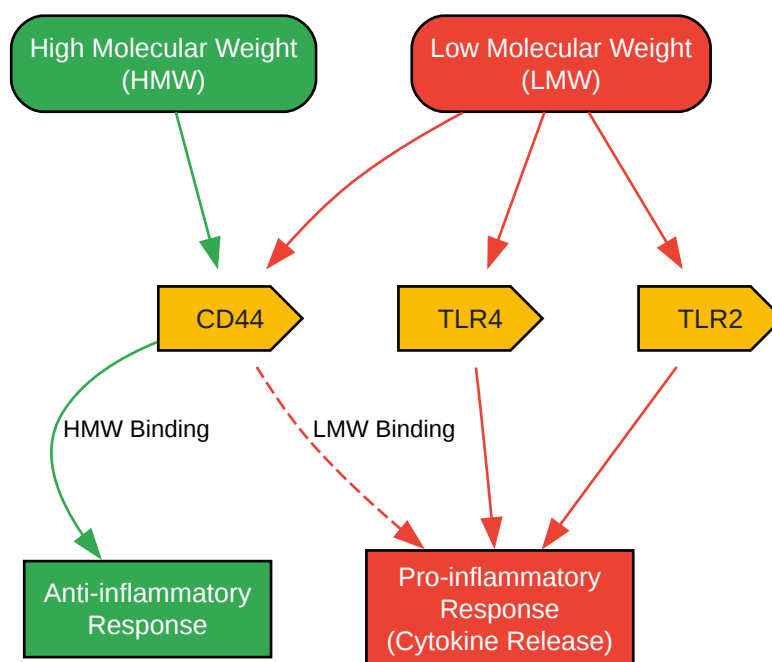 High Molecular Weight
(HMW)
Low Molecular Weight
(LMW)
CD44
TLR4
TLR2
HMW Binding
LMW Binding
Anti-inflammatory
Response
Pro-inflammatory
Response
(Cytokine Release)